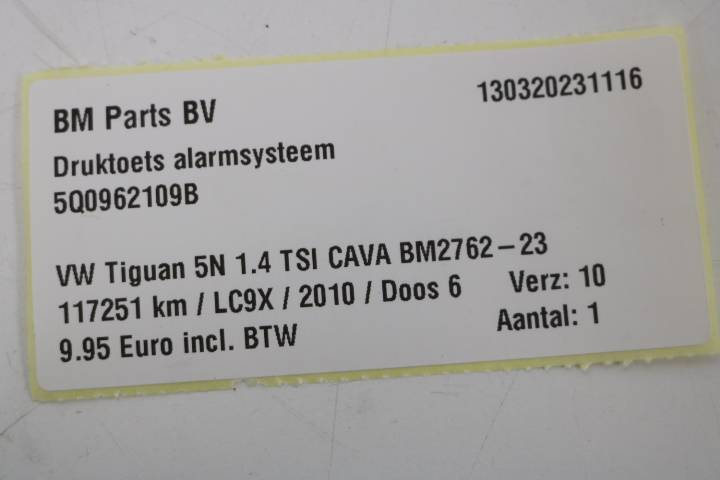 BM Parts BV 130320231116
Druktoets alarmsysteem
5Q0962109B
VW Tiguan 5N 1.4 TSI CAVA BM2762-23
117251 km / LC9X / 2010 / Doos 6 Verz: 10
9.95 Euro incl. BTW Aantal: 1